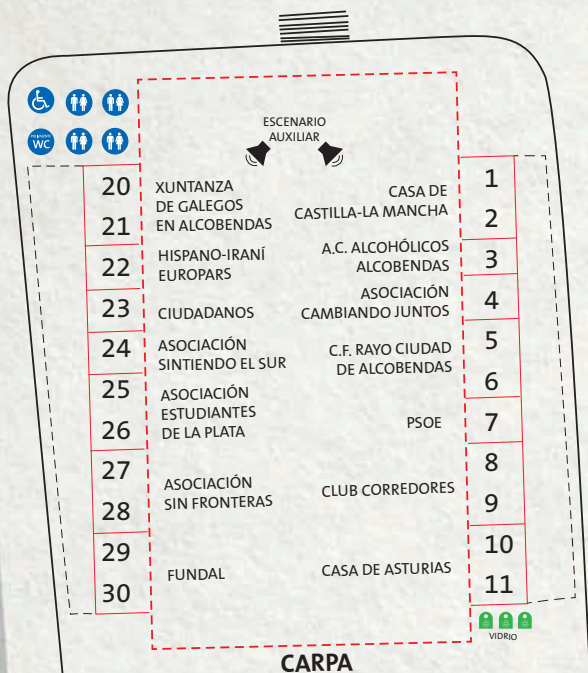 ESCENARIO
AUXILIAR
WC
20
21
XUNTANZA
DE GALEGOS
EN ALCOBENDAS
22
HISPANO-IRANÍ
EUROPARS
23
CIUDADANOS
24
ASOCIACIÓN
SINTIENDO EL SUR
25
26
ASOCIACIÓN
ESTUDIANTES
DE LA PLATA
27
28
ASOCIACIÓN
SIN FRONTERAS
29
30
FUNDAL
CASA DE
CASTILLA-LA MANCHA
1
2
A.C. ALCOHÓLICOS
ALCOBENDAS
3
ASOCIACIÓN
CAMBIANDO JUNTOS
4
C.F. RAYO CIUDAD
DE ALCOBENDAS
5
6
PSOE
7
CLUB CORREDORES
8
9
CASA DE ASTURIAS
10
11
VIDRIO
CARPA